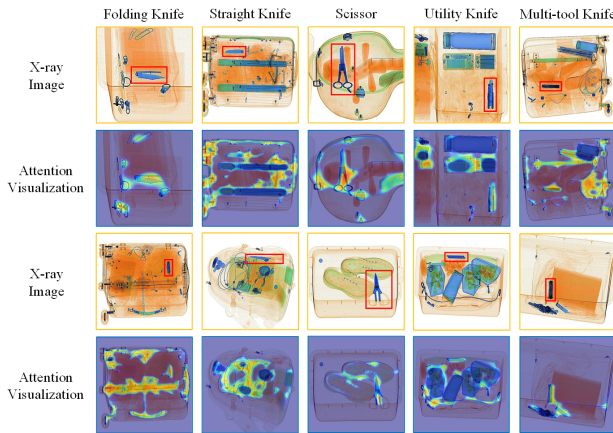 Folding Knife Straight Knife Scissor Utility Knife Multi-tool Knife
X-ray
Image
Attention
Visualization
X-ray
Image
Attention
Visualization